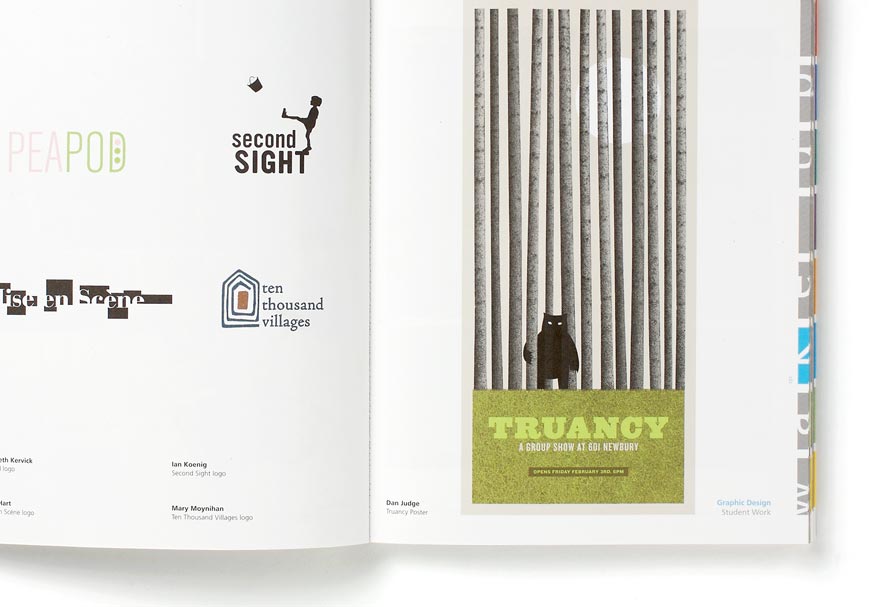 PEAPOD
second
SIGHT
ise en Scène
ten
thousand
villages
eth Kervick
logo
Ian Koenig
Second Sight logo
Hart
n Scène logo
Mary Moynihan
Ten Thousand Villages logo
TRUANCY
A GROUP SHOW AT 601 NEWBURY
OPENS FRIDAY FEBRUARY 3RD, 6PM
Dan Judge
Truancy Poster
Graphic Design
Student Work